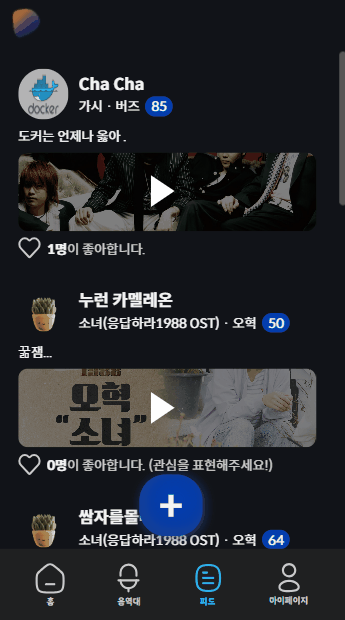 docker
Cha Cha
가시 · 버즈 85
도커는 언제나 옳아 .
1명이 좋아합니다.
누런 카멜레온
소녀(응답하라1988 OST) · 오혁 50
꿃잼...
오혁
“소녀”
0명이 좋아합니다. (관심을 표현해주세요!)
쌈자를몰
소녀(응답하라1988 OST) · 오혁 64
홈
음역대
피드
마이페이지